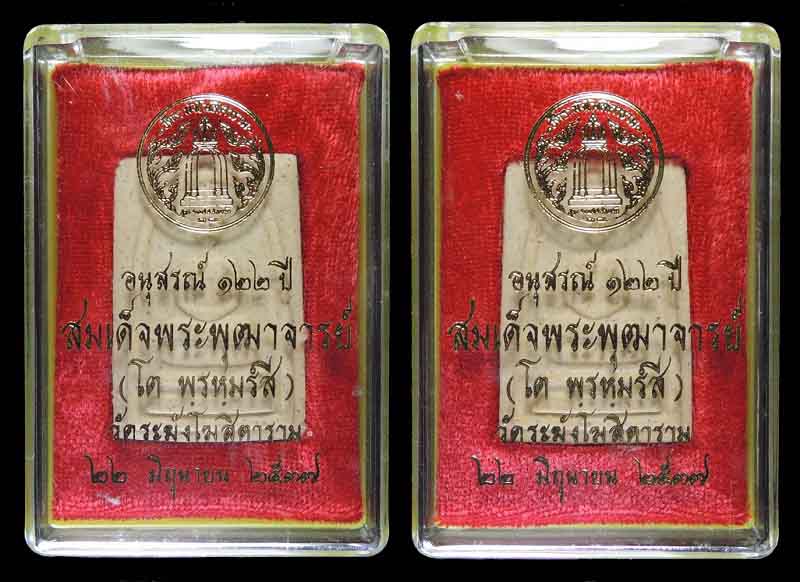 อนุสรณ์ ๑๒๒ ปี
สมเด็จพระพุฒาจารย์
(โต พฺรหฺมรํสี)
วัดระฆังโฆสิตาราม
๒๒ มิถุนายน ๒๕๓๗
อนุสรณ์ ๑๒๒ ปี
สมเด็จพระพุฒาจารย์
(โต พฺรหฺมรํสี)
วัดระฆังโฆสิตาราม
๒๒ มิถุนายน ๒๕๓๗